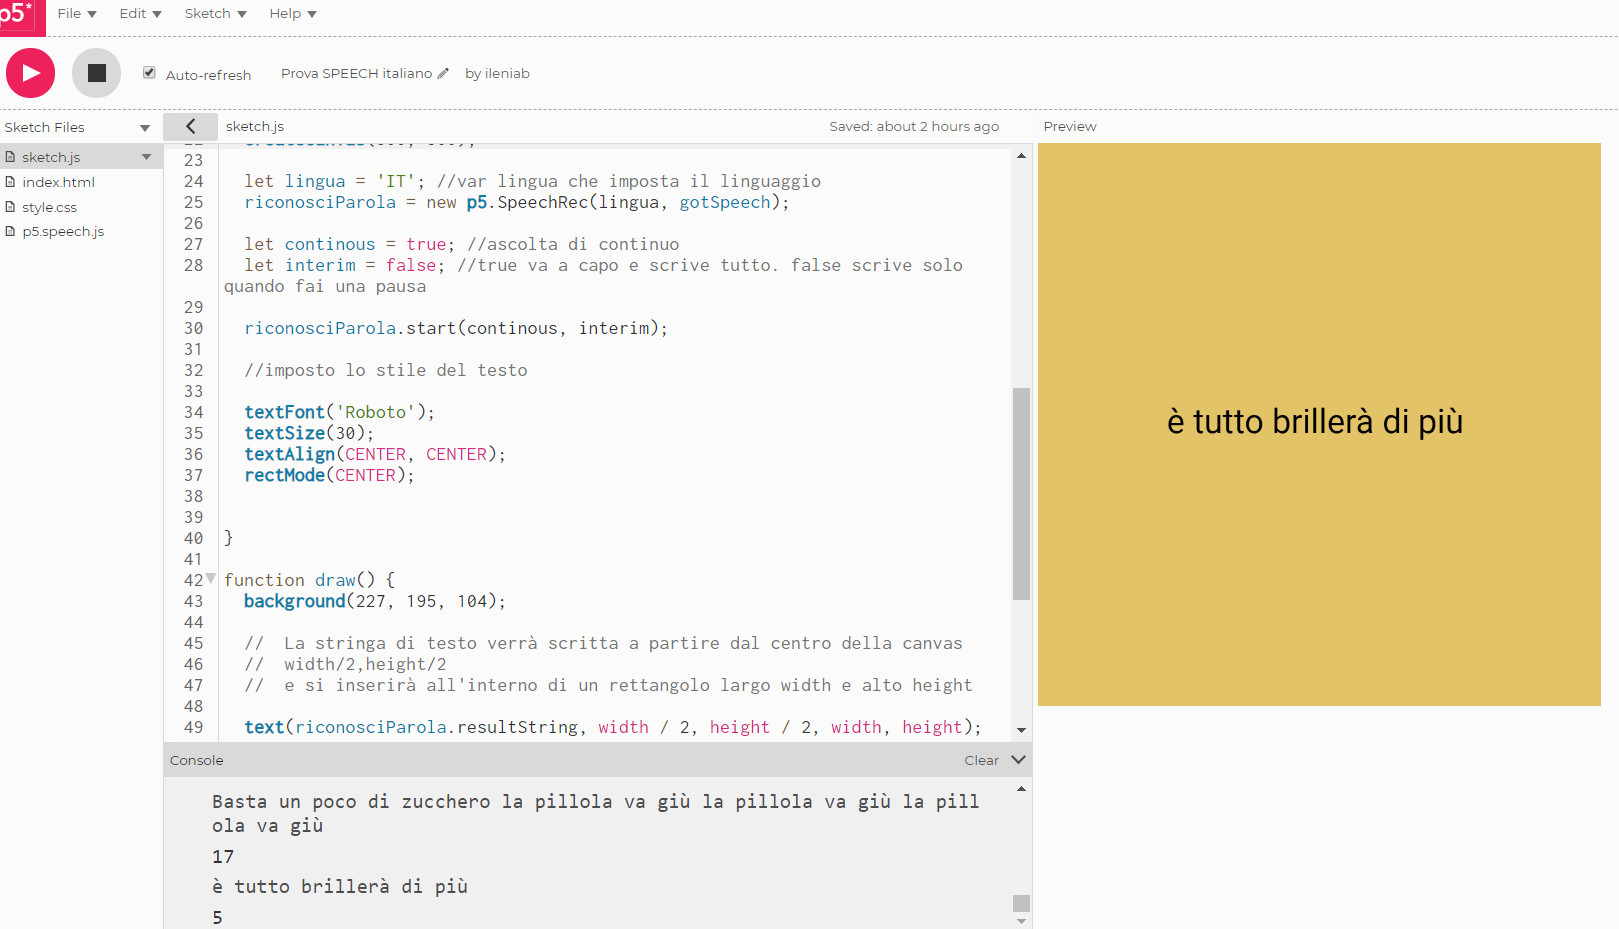 p5*
File Edit Sketch Help
Auto-refresh Prova SPEECH italiano by ileniab
Sketch Files
sketch.js
index.html
style.css
p5.speech.js
sketch.js Saved: about 2 hours ago
23
24 let lingua = 'IT'; //var lingua che imposta il linguaggio
25 riconosciParola = new p5.SpeechRec(lingua, gotSpeech);
26
27 let continous = true; //ascolta di continuo
28 let interim = false; //true va a capo e scrive tutto. false scrive solo
quando fai una pausa
29
30 riconosciParola.start(continous, interim);
31
32 //imposto lo stile del testo
33
34 textFont('Roboto');
35 textSize(30);
36 textAlign(CENTER, CENTER);
37 rectMode(CENTER);
38
39
40 }
41
42 function draw() {
43 background(227, 195, 104);
44
45 // La stringa di testo verrà scritta a partire dal centro della canvas
46 // width/2,height/2
47 // e si inserirà all'interno di un rettangolo largo width e alto height
48
49 text(riconosciParola.resultString, width / 2, height / 2, width, height);
Console Clear
Basta un poco di zucchero la pillola va giù la pillola va giù la pill
ola va giù
17
è tutto brillerà di più
5
Preview
è tutto brillerà di più